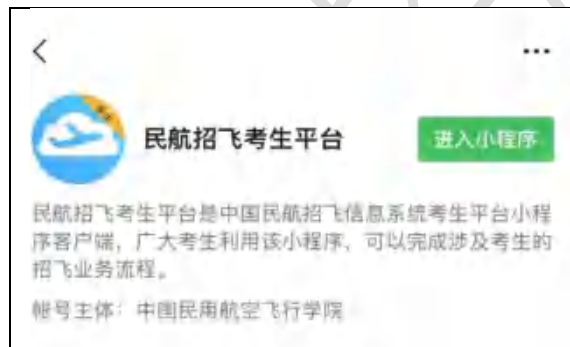 民航招飞考生平台
进入小程序
民航招飞考生平台是中国民航招飞信息系统考生平台小程
序客户端，广大考生利用该小程序，可以完成涉及考生的
招飞业务流程。
帐号主体：中国民用航空飞行学院